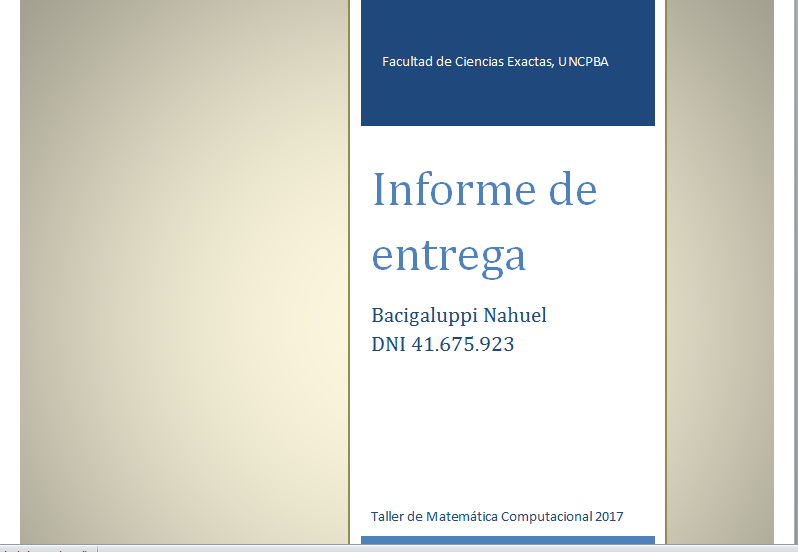 Facultad de Ciencias Exactas, UNCPBA
Informe de
entrega
Bacigaluppi Nahuel
DNI 41.675.923
Taller de Matemática Computacional 2017